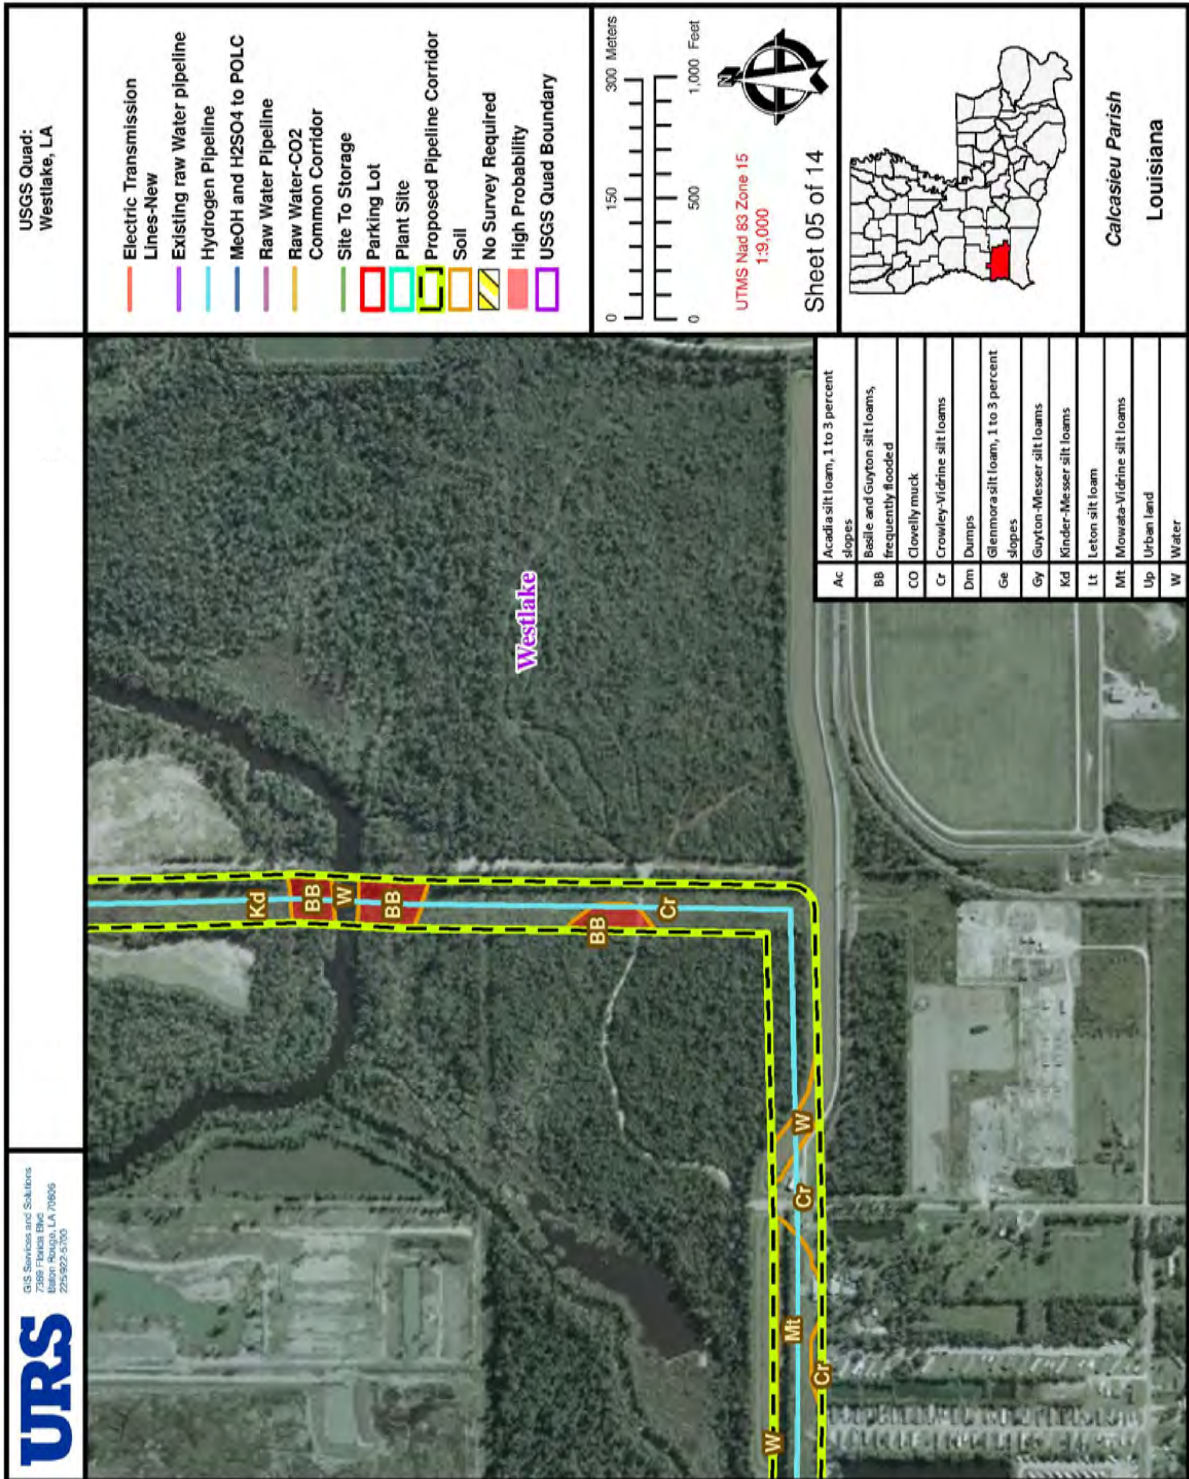 URS
GIS Services and Solutions
7389 Florida Blvd
Baton Rouge, LA 70806
225/922-5700
USGS Quad:
Westlake, LA
Electric Transmission
Lines-New
Existing raw Water pipeline
Hydrogen Pipeline
MeOH and H2SO4 to POLC
Raw Water Pipeline
Raw Water-CO2
Common Corridor
Site To Storage
Parking Lot
Plant Site
Proposed Pipeline Corridor
Soil
No Survey Required
High Probability
USGS Quad Boundary
0 150 300 Meters
0 500 1,000 Feet
N
UTMS Nad 83 Zone 15
1:9,000
Sheet 05 of 14
Calcasieu Parish
Louisiana
Westlake
Kd
BB
W
BB
BB
Cr
W
Cr
Mt
Cr
W
Ac Acadia silt loam, 1 to 3 percent
slopes
BB Basile and Guyton silt loams,
frequently flooded
CO Clovelly muck
Cr Crowley-Vidrine silt loams
Dm Dumps
Ge Glenmora silt loam, 1 to 3 percent
slopes
Gy Guyton-Messer silt loams
Kd Kinder-Messer silt loams
Lt Leton silt loam
Mt Mowata-Vidrine silt loams
Up Urban land
W Water